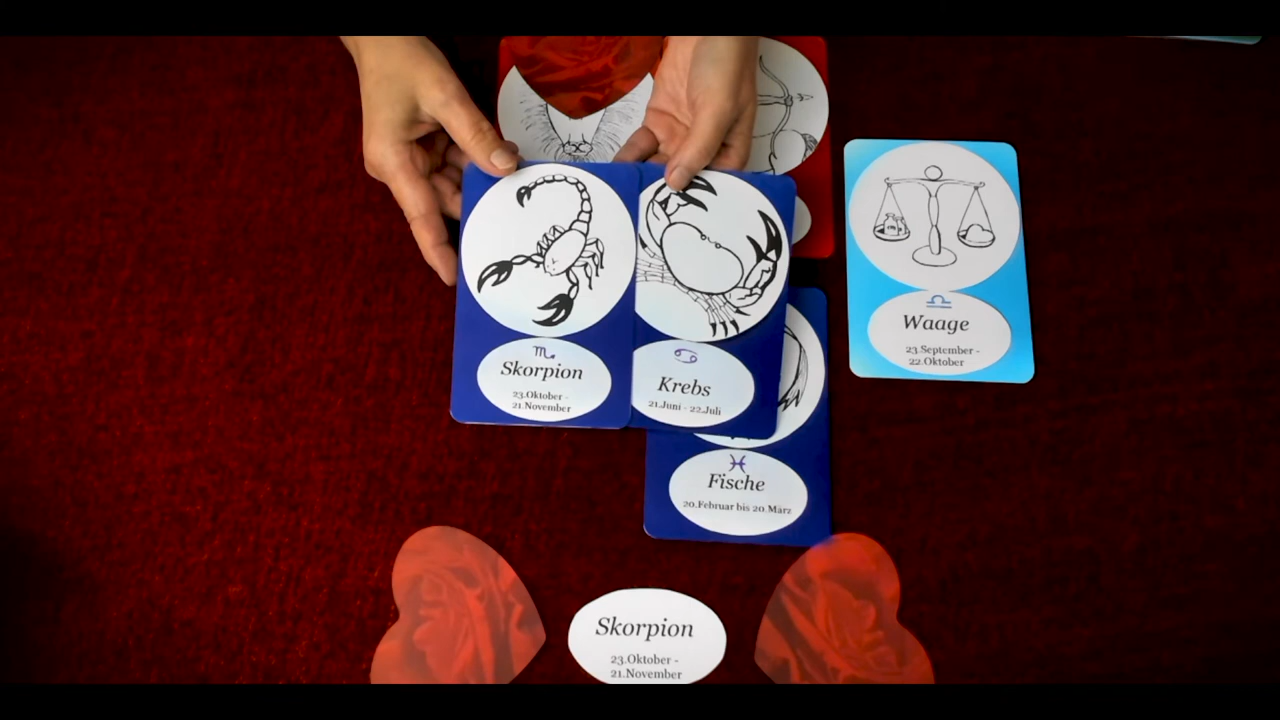 Skorpion
23.Oktober -
21.November
Krebs
21.Juni - 22.Juli
Waage
23.September -
22.Oktober
Fische
20.Februar bis 20.März
Skorpion
23.Oktober -
21.November